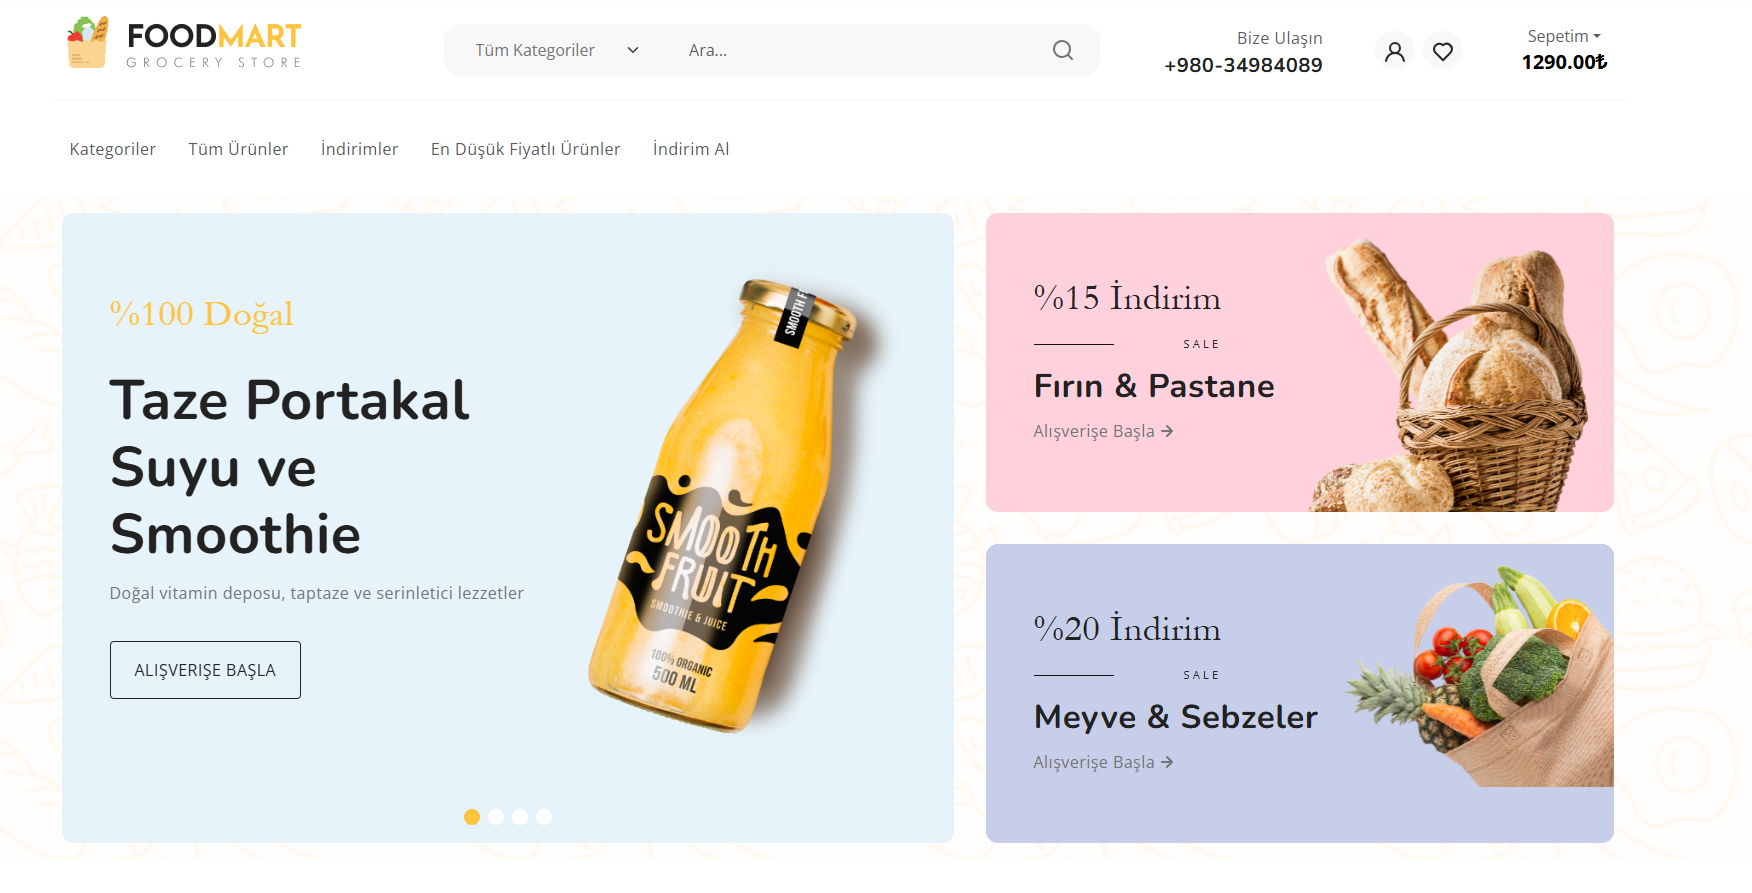 FOODMART
GROCERY STORE
Tüm Kategoriler
Ara...
Bize Ulaşın
+980-34984089
Sepetim
1290.00₺
Kategoriler
Tüm Ürünler
İndirimler
En Düşük Fiyatlı Ürünler
İndirim Al
%100 Doğal
Taze Portakal
Suyu ve
Smoothie
Doğal vitamin deposu, taptaze ve serinletici lezzetler
ALIŞVERIŞE BAŞLA
SMOOTH F
SMOOTH
FRUIT
SMOOTHIE & JUICE
100% ORGANIC
500 ML
%15 İndirim
SALE
Fırın & Pastane
Alışverişe Başla →
%20 İndirim
SALE
Meyve & Sebzeler
Alışverişe Başla →